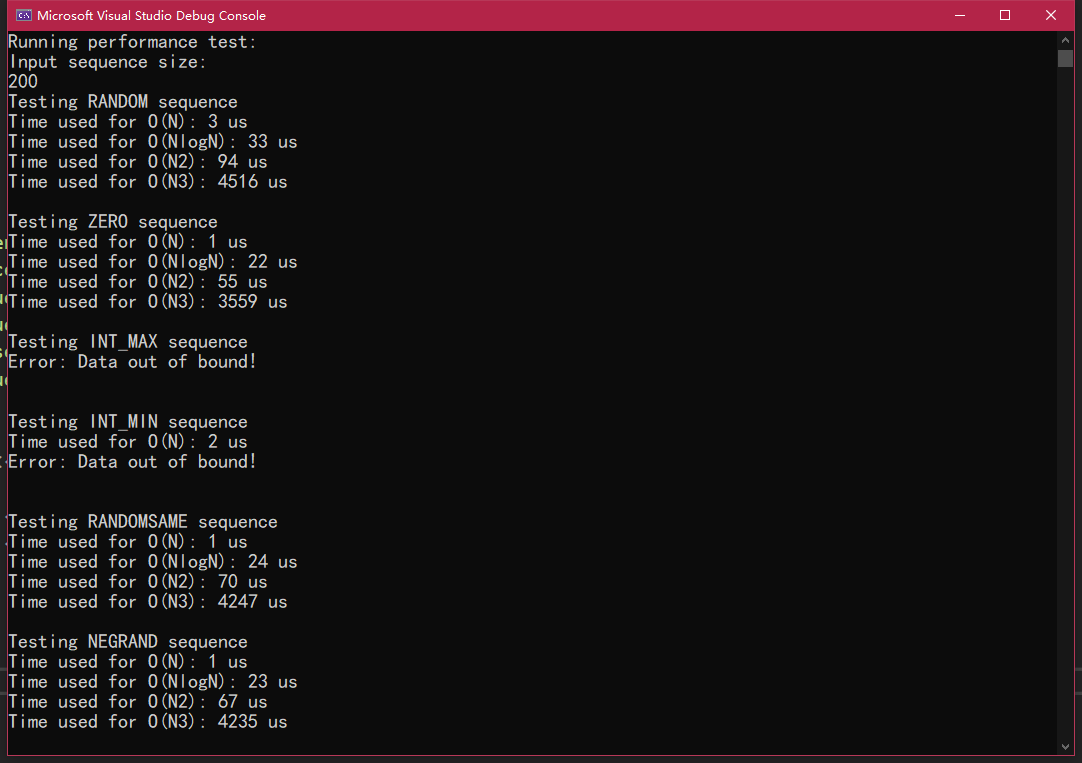 Microsoft Visual Studio Debug Console
Running performance test:
Input sequence size:
200
Testing RANDOM sequence
Time used for O(N): 3 us
Time used for O(NlogN): 33 us
Time used for O(N2): 94 us
Time used for O(N3): 4516 us
Testing ZERO sequence
Time used for O(N): 1 us
Time used for O(NlogN): 22 us
Time used for O(N2): 55 us
Time used for O(N3): 3559 us
Testing INT_MAX sequence
Error: Data out of bound!
Testing INT_MIN sequence
Time used for O(N): 2 us
Error: Data out of bound!
Testing RANDOMSAME sequence
Time used for O(N): 1 us
Time used for O(NlogN): 24 us
Time used for O(N2): 70 us
Time used for O(N3): 4247 us
Testing NEGRAND sequence
Time used for O(N): 1 us
Time used for O(NlogN): 23 us
Time used for O(N2): 67 us
Time used for O(N3): 4235 us